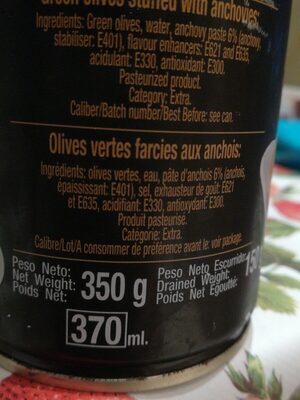 Green olives stuffed with anchovies:
Ingredients: Green olives, water, anchovy paste 6% (anchovy,
stabiliser: E401), flavour enhancers: E621 and E635,
acidulant: E330, antioxidant: E300.
Pasteurized product.
Category: Extra.
Caliber/Batch number/Best Before: see can.
Olives vertes farcies aux anchois:
Ingrédients: olives vertes, eau, pâte d'anchois 6% (anchois,
épaississant: E401), sel, exhausteur de goût: E621
et E635, acidifiant: E330, antioxydant: E300.
Produit pasteurisé.
Catégorie: Extra.
Calibre/Lot/A consommer de préférence avant le: voir package.
Peso Neto:
Net Weight:
Poids Net:
350 g
Peso Neto Escurrido:
Drained Weight:
Poids Net Égoutté:
150
370 ml.